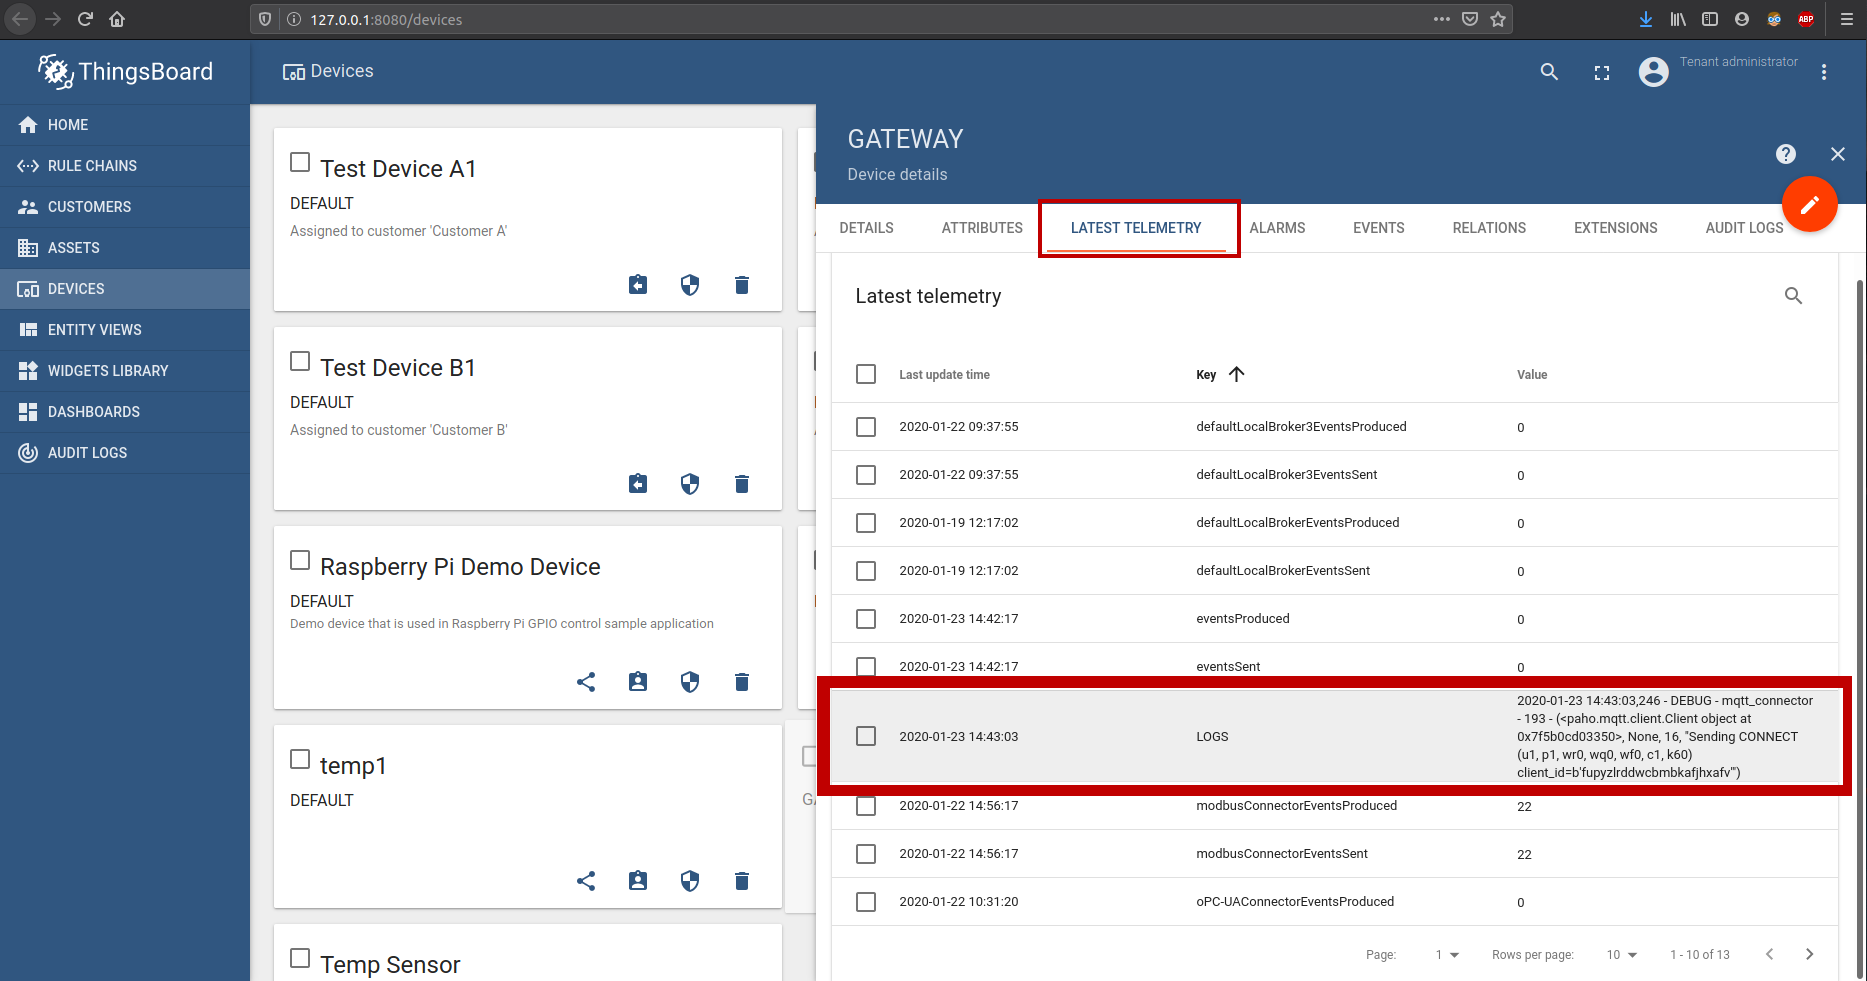 127.0.0.1:8080/devices
ABP
ThingsBoard
Devices
Tenant administrator
HOME
RULE CHAINS
CUSTOMERS
ASSETS
DEVICES
ENTITY VIEWS
WIDGETS LIBRARY
DASHBOARDS
AUDIT LOGS
Test Device A1
DEFAULT
Assigned to customer 'Customer A'
Test Device B1
DEFAULT
Assigned to customer 'Customer B'
Raspberry Pi Demo Device
DEFAULT
Demo device that is used in Raspberry Pi GPIO control sample application
temp1
DEFAULT
Temp Sensor
GATEWAY
Device details
DETAILS ATTRIBUTES LATEST TELEMETRY ALARMS EVENTS RELATIONS EXTENSIONS AUDIT LOGS
Latest telemetry
Last update time Key Value
2020-01-22 09:37:55 defaultLocalBroker3EventsProduced 0
2020-01-22 09:37:55 defaultLocalBroker3EventsSent 0
2020-01-19 12:17:02 defaultLocalBrokerEventsProduced 0
2020-01-19 12:17:02 defaultLocalBrokerEventsSent 0
2020-01-23 14:42:17 eventsProduced 0
2020-01-23 14:42:17 eventsSent 0
2020-01-23 14:43:03 LOGS
2020-01-23 14:43:03,246 - DEBUG - mqtt_connector
- 193 - (<paho.mqtt.client.Client object at
0x7f5b0cd03350>, None, 16, "Sending CONNECT
(u1, p1, wr0, wq0, wf0, c1, k60)
client_id=b'fupyzlrddwcbmbkafjhxafv'")
2020-01-22 14:56:17 modbusConnectorEventsProduced 22
2020-01-22 14:56:17 modbusConnectorEventsSent 22
2020-01-22 10:31:20 oPC-UAConnectorEventsProduced 0
Page: 1 Rows per page: 10 1 - 10 of 13